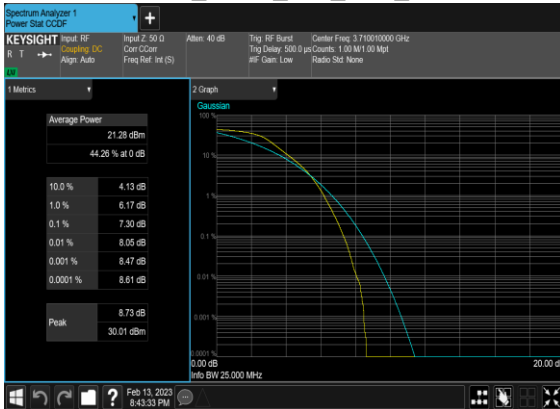 Spectrum Analyzer 1
Power Stat CCDF
KEYSIGHT
R T
Input: RF
Coupling: DC
Align: Auto
Input Z: 50 Ω
Corr CCorr
Freq Ref: Int (S)
Atten: 40 dB
Trig: RF Burst
Trig Delay: 500.0 µs
#IF Gain: Low
Center Freq: 3.710010000 GHz
Counts: 1.00 M/1.00 Mpt
Radio Std: None
1 Metrics
Average Power
21.28 dBm
44.26 % at 0 dB
10.0 % 4.13 dB
1.0 % 6.17 dB
0.1 % 7.30 dB
0.01 % 8.05 dB
0.001 % 8.47 dB
0.0001 % 8.61 dB
Peak
8.73 dB
30.01 dBm
2 Graph
Gaussian
100 %
10 %
1 %
0.1 %
0.01 %
0.001 %
0.0001 %
0.00 dB
20.00 d
Info BW 25.000 MHz
?
Feb 13, 2023
8:43:33 PM